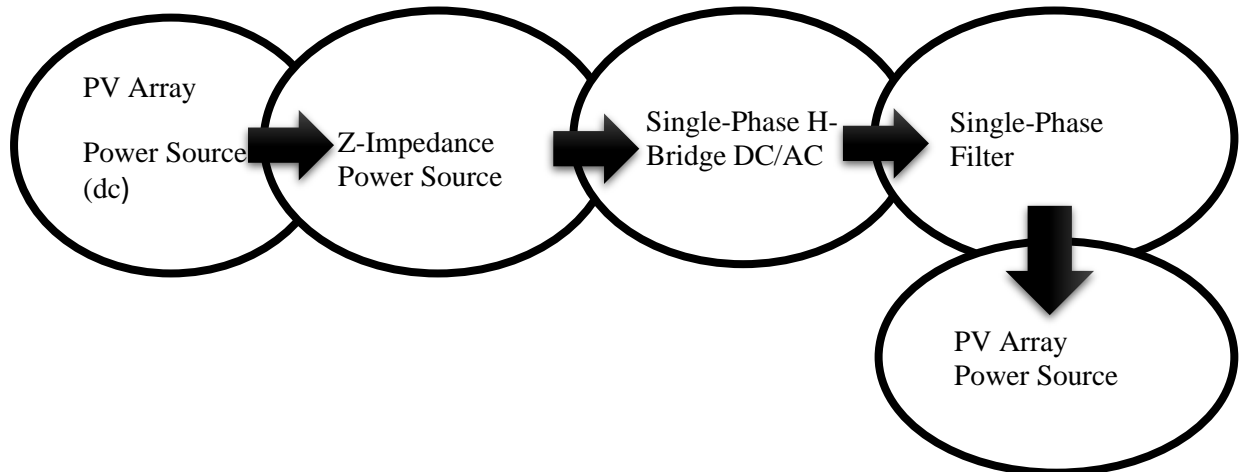 PV Array
Power Source
(dc)
Z-Impedance
Power Source
Single-Phase H-
Bridge DC/AC
Single-Phase
Filter
PV Array
Power Source